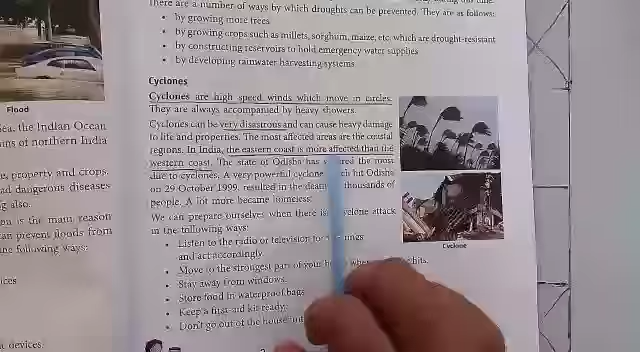 There are a number of ways by which droughts can be prevented. They are as follows:
• by growing more trees
• by growing crops such as millets, sorghum, maize, etc. which are drought-resistant
• by constructing reservoirs to hold emergency water supplies
• by developing rainwater harvesting systems
Cyclones
Cyclones are high speed winds which move in circles.
They are always accompanied by heavy showers.
Cyclones can be very disastrous and can cause heavy damage
to life and properties. The most affected areas are the coastal
regions. In India, the eastern coast is more affected than the
western coast. The state of Odisha has the most
due to cyclones. A very powerful cyclone hit Odisha
on 29 October 1999, resulted in the thousands of
people. A lot more became homeless.
We can prepare ourselves when there is cyclone attack
in the following ways:
• Listen to the radio or television for
and act accordingly.
• Move to the strongest part of your hits.
• Stay away from windows.
• Store food in waterproof bags
• Keep a first-aid kit ready.
• Don't go out of the house
Cyclone
Flood
the Indian Ocean
of northern India
property and crops.
dangerous diseases
also.
is the main reason
prevent floods from
following ways:
devices: